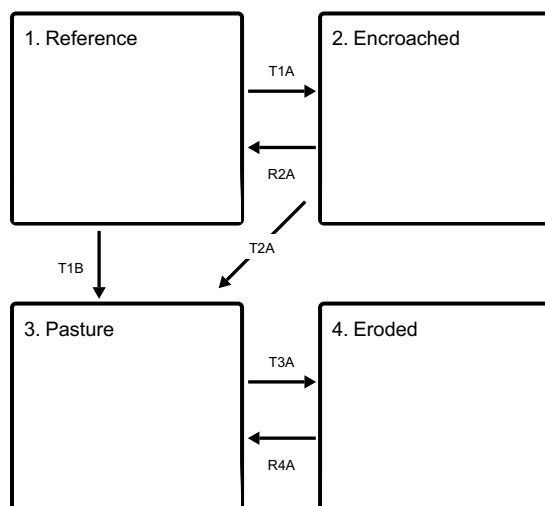 1. Reference
2. Encroached
T1A
R2A
T1B
T2A
3. Pasture
4. Eroded
T3A
R4A